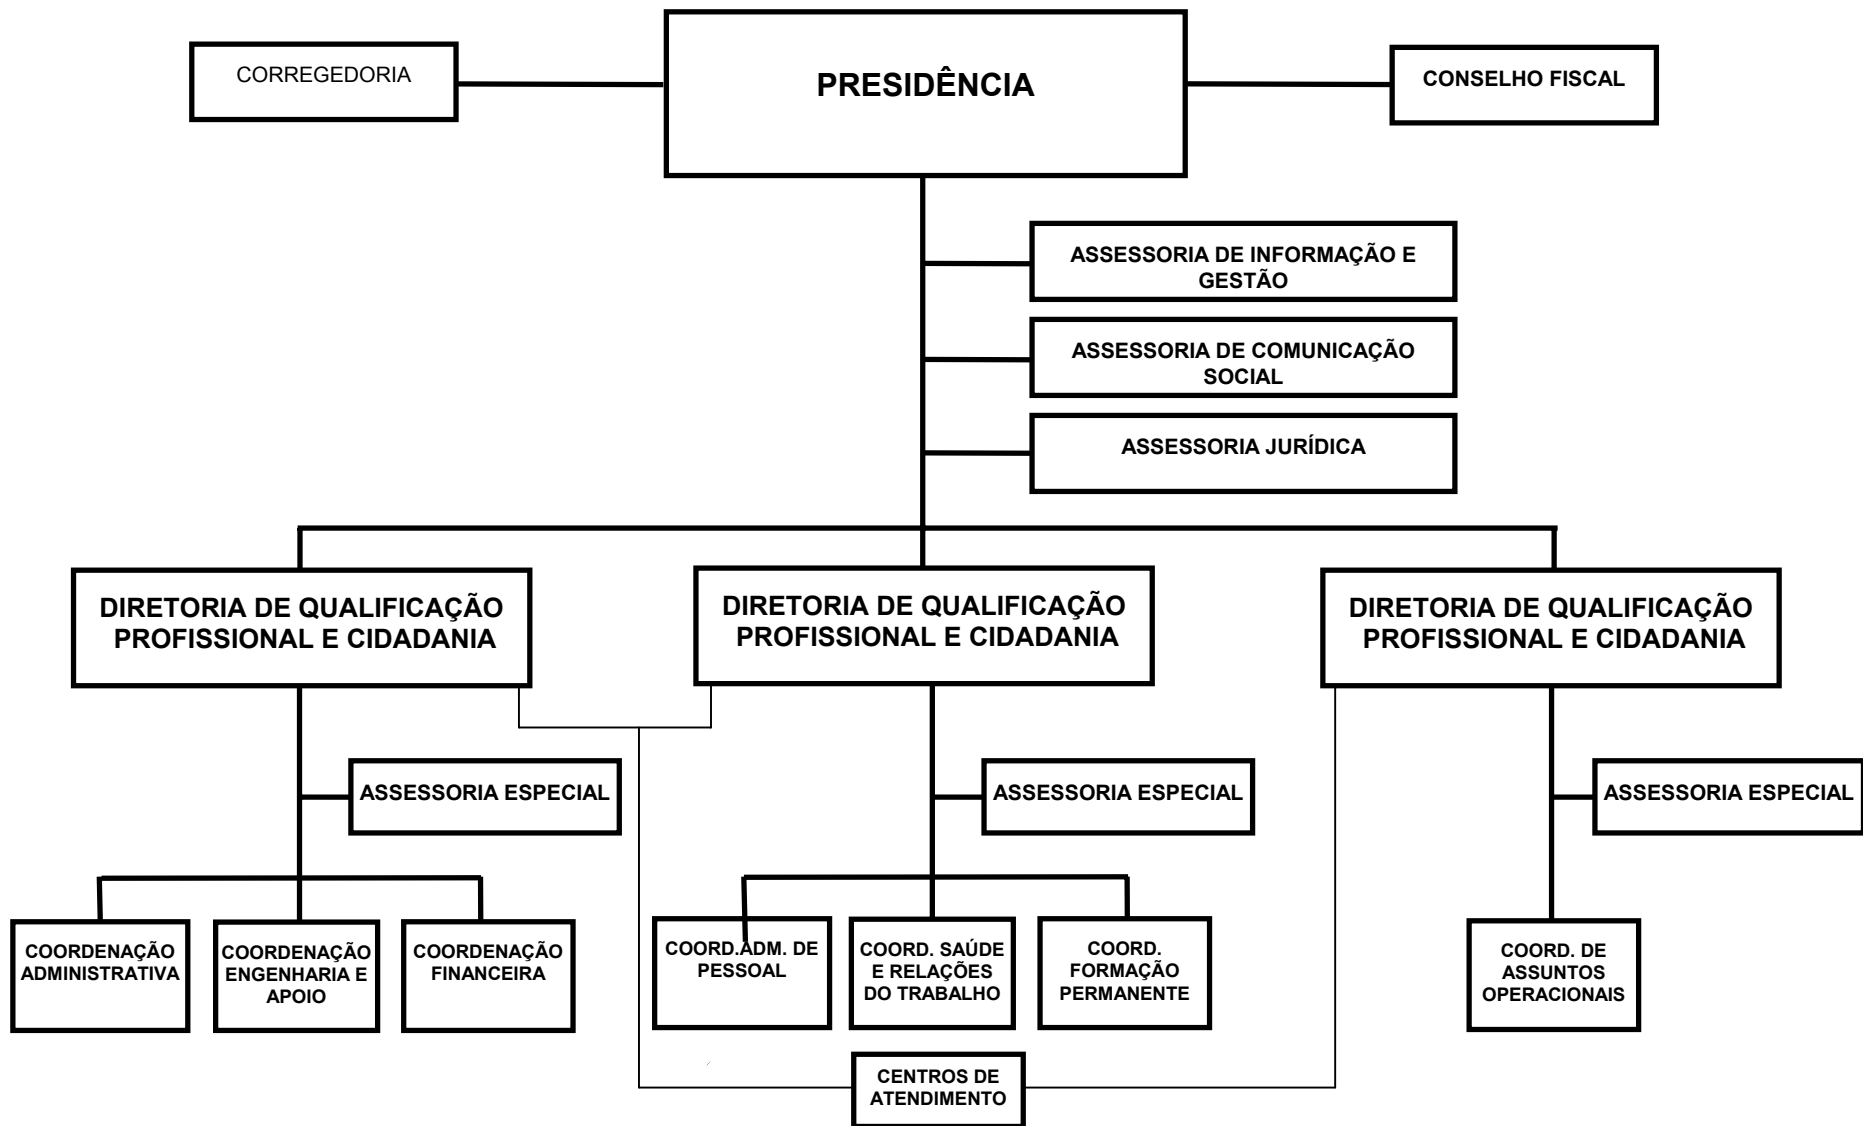 CORREGEDORIA
PRESIDÊNCIA
CONSELHO FISCAL
ASSESSORIA DE INFORMAÇÃO E
GESTÃO
ASSESSORIA DE COMUNICAÇÃO
SOCIAL
ASSESSORIA JURÍDICA
DIRETORIA DE QUALIFICAÇÃO
PROFISSIONAL E CIDADANIA
DIRETORIA DE QUALIFICAÇÃO
PROFISSIONAL E CIDADANIA
DIRETORIA DE QUALIFICAÇÃO
PROFISSIONAL E CIDADANIA
ASSESSORIA ESPECIAL
ASSESSORIA ESPECIAL
ASSESSORIA ESPECIAL
COORDENAÇÃO
ADMINISTRATIVA
COORDENAÇÃO
ENGENHARIA E
APOIO
COORDENAÇÃO
FINANCEIRA
COORD.ADM. DE
PESSOAL
COORD. SAÚDE
E RELAÇÕES
DO TRABALHO
COORD.
FORMAÇÃO
PERMANENTE
COORD. DE
ASSUNTOS
OPERACIONAIS
CENTROS DE
ATENDIMENTO